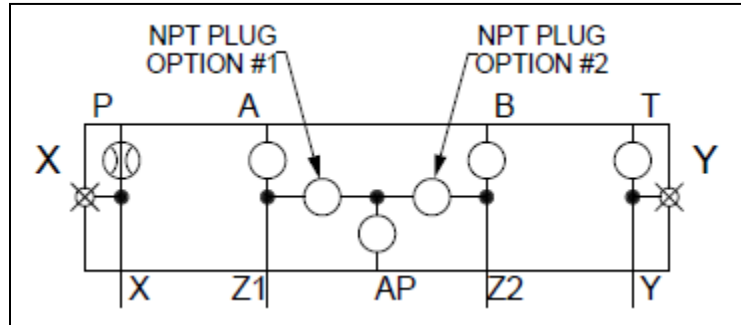 NPT PLUG
OPTION #1
NPT PLUG
OPTION #2
P A B T
X Y
X Z1 AP Z2 Y